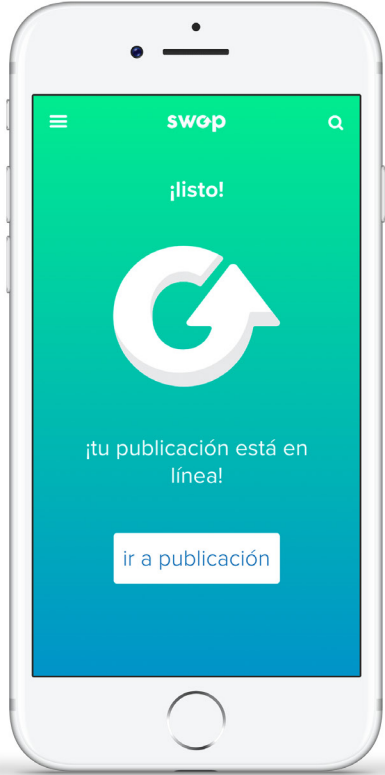 swop
¡listo!
¡tu publicación está en
línea!
ir a publicación